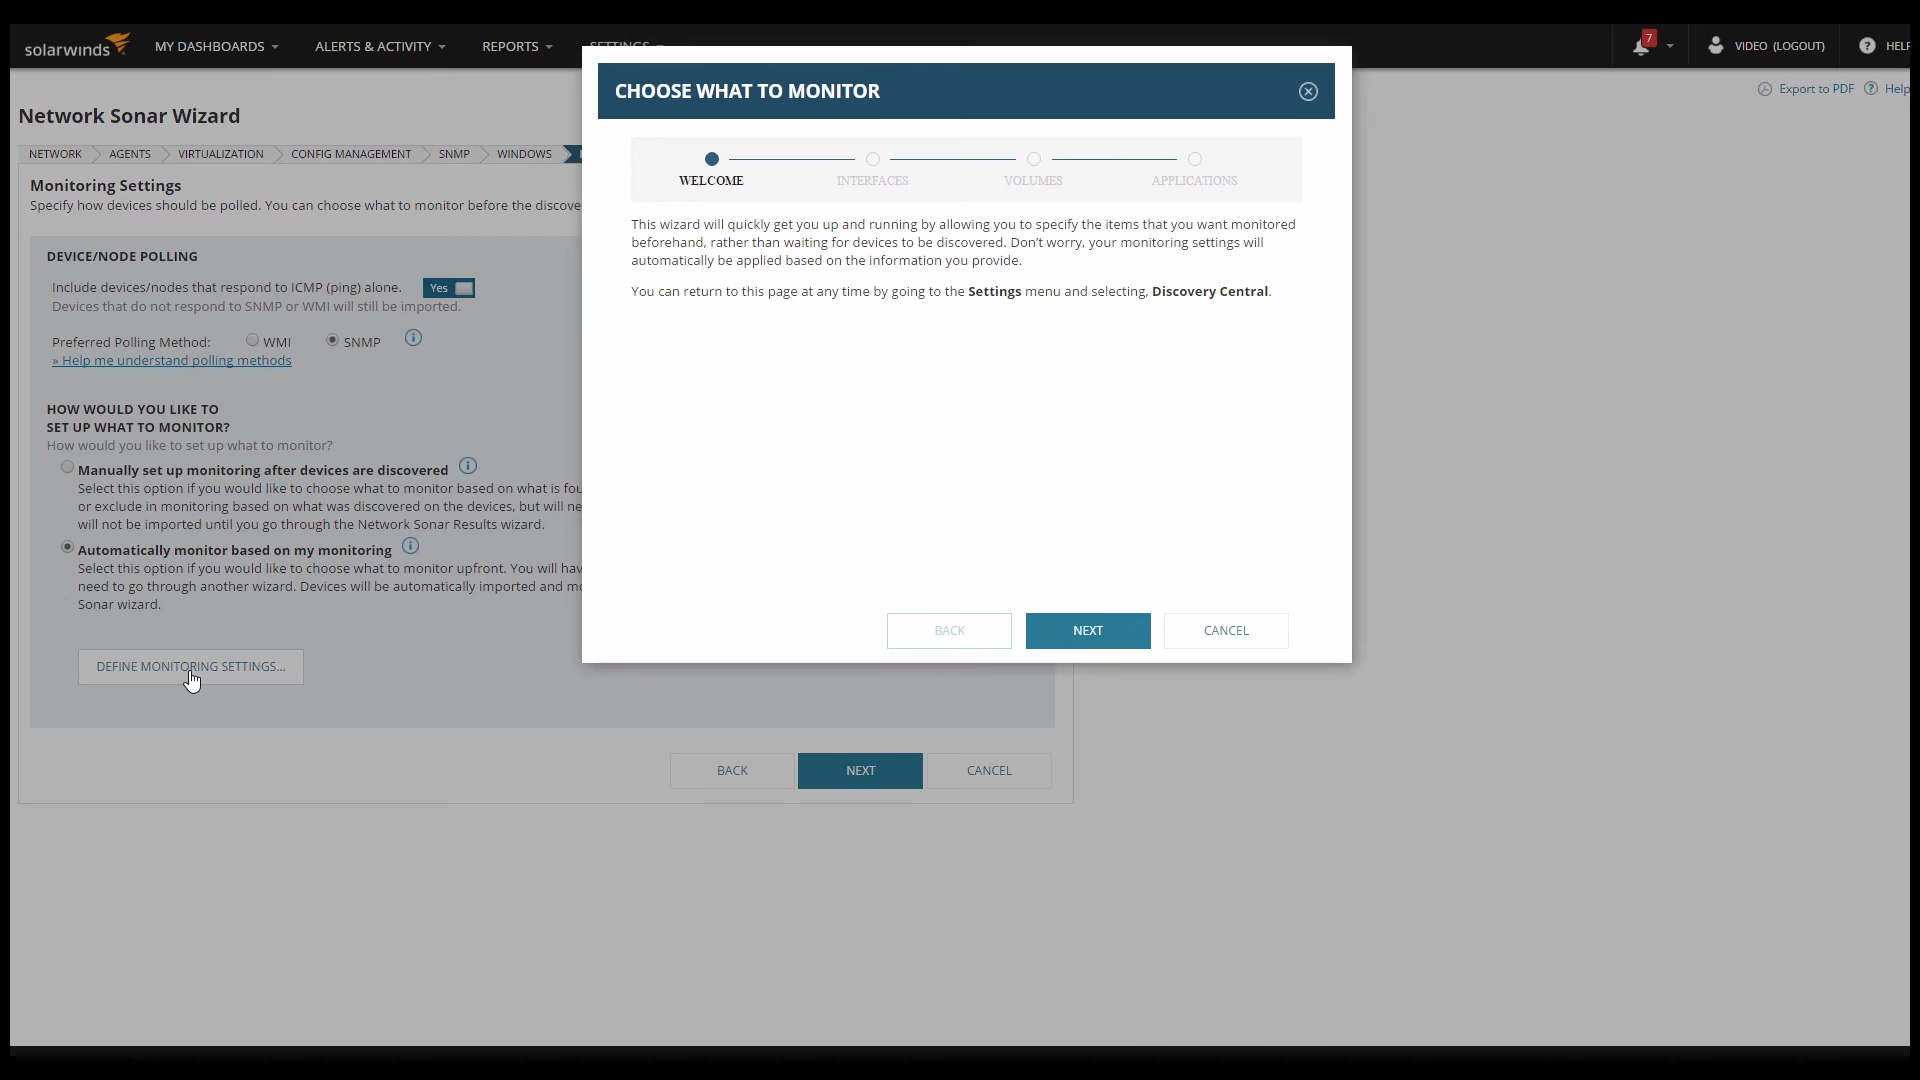 solarwinds MY DASHBOARDS ALERTS & ACTIVITY REPORTS SETTINGS 7 VIDEO (LOGOUT) ? HELP
CHOOSE WHAT TO MONITOR
Export to PDF ? Help
Network Sonar Wizard
NETWORK AGENTS VIRTUALIZATION CONFIG MANAGEMENT SNMP WINDOWS
WELCOME INTERFACES VOLUMES APPLICATIONS
Monitoring Settings
Specify how devices should be polled. You can choose what to monitor before the discove
This wizard will quickly get you up and running by allowing you to specify the items that you want monitored
beforehand, rather than waiting for devices to be discovered. Don't worry, your monitoring settings will
automatically be applied based on the information you provide.
You can return to this page at any time by going to the Settings menu and selecting, Discovery Central.
DEVICE/NODE POLLING
Include devices/nodes that respond to ICMP (ping) alone. Yes
Devices that do not respond to SNMP or WMI will still be imported.
Preferred Polling Method: WMI SNMP i
» Help me understand polling methods
HOW WOULD YOU LIKE TO
SET UP WHAT TO MONITOR?
How would you like to set up what to monitor?
Manually set up monitoring after devices are discovered i
Select this option if you would like to choose what to monitor based on what is fou
or exclude in monitoring based on what was discovered on the devices, but will ne
will not be imported until you go through the Network Sonar Results wizard.
Automatically monitor based on my monitoring i
Select this option if you would like to choose what to monitor upfront. You will hav
need to go through another wizard. Devices will be automatically imported and mo
Sonar wizard.
BACK NEXT CANCEL
DEFINE MONITORING SETTINGS...
BACK NEXT CANCEL